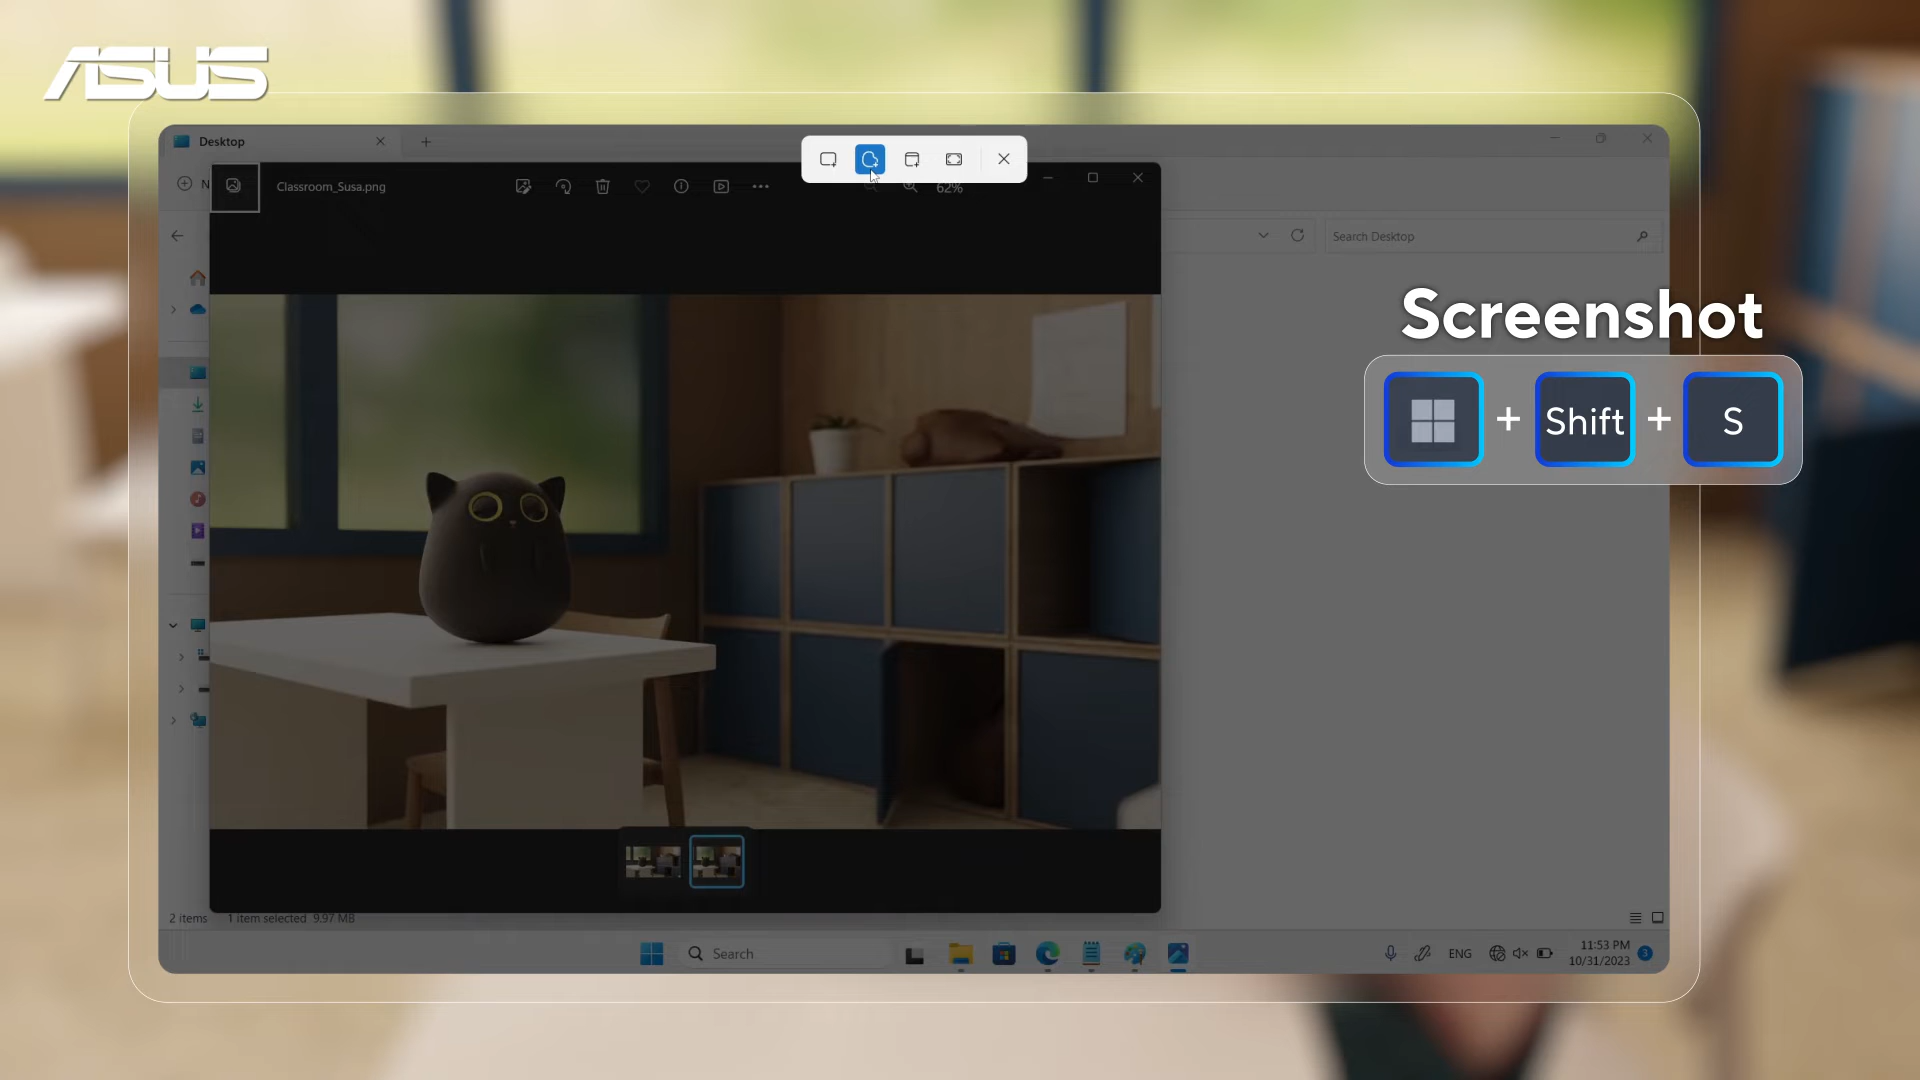 ASUS
Desktop
N
Classroom_Susa.png
62%
Search Desktop
Screenshot
+ Shift + S
2 items 1 item selected 9.97 MB
Search
ENG
11:53 PM
10/31/2023
3